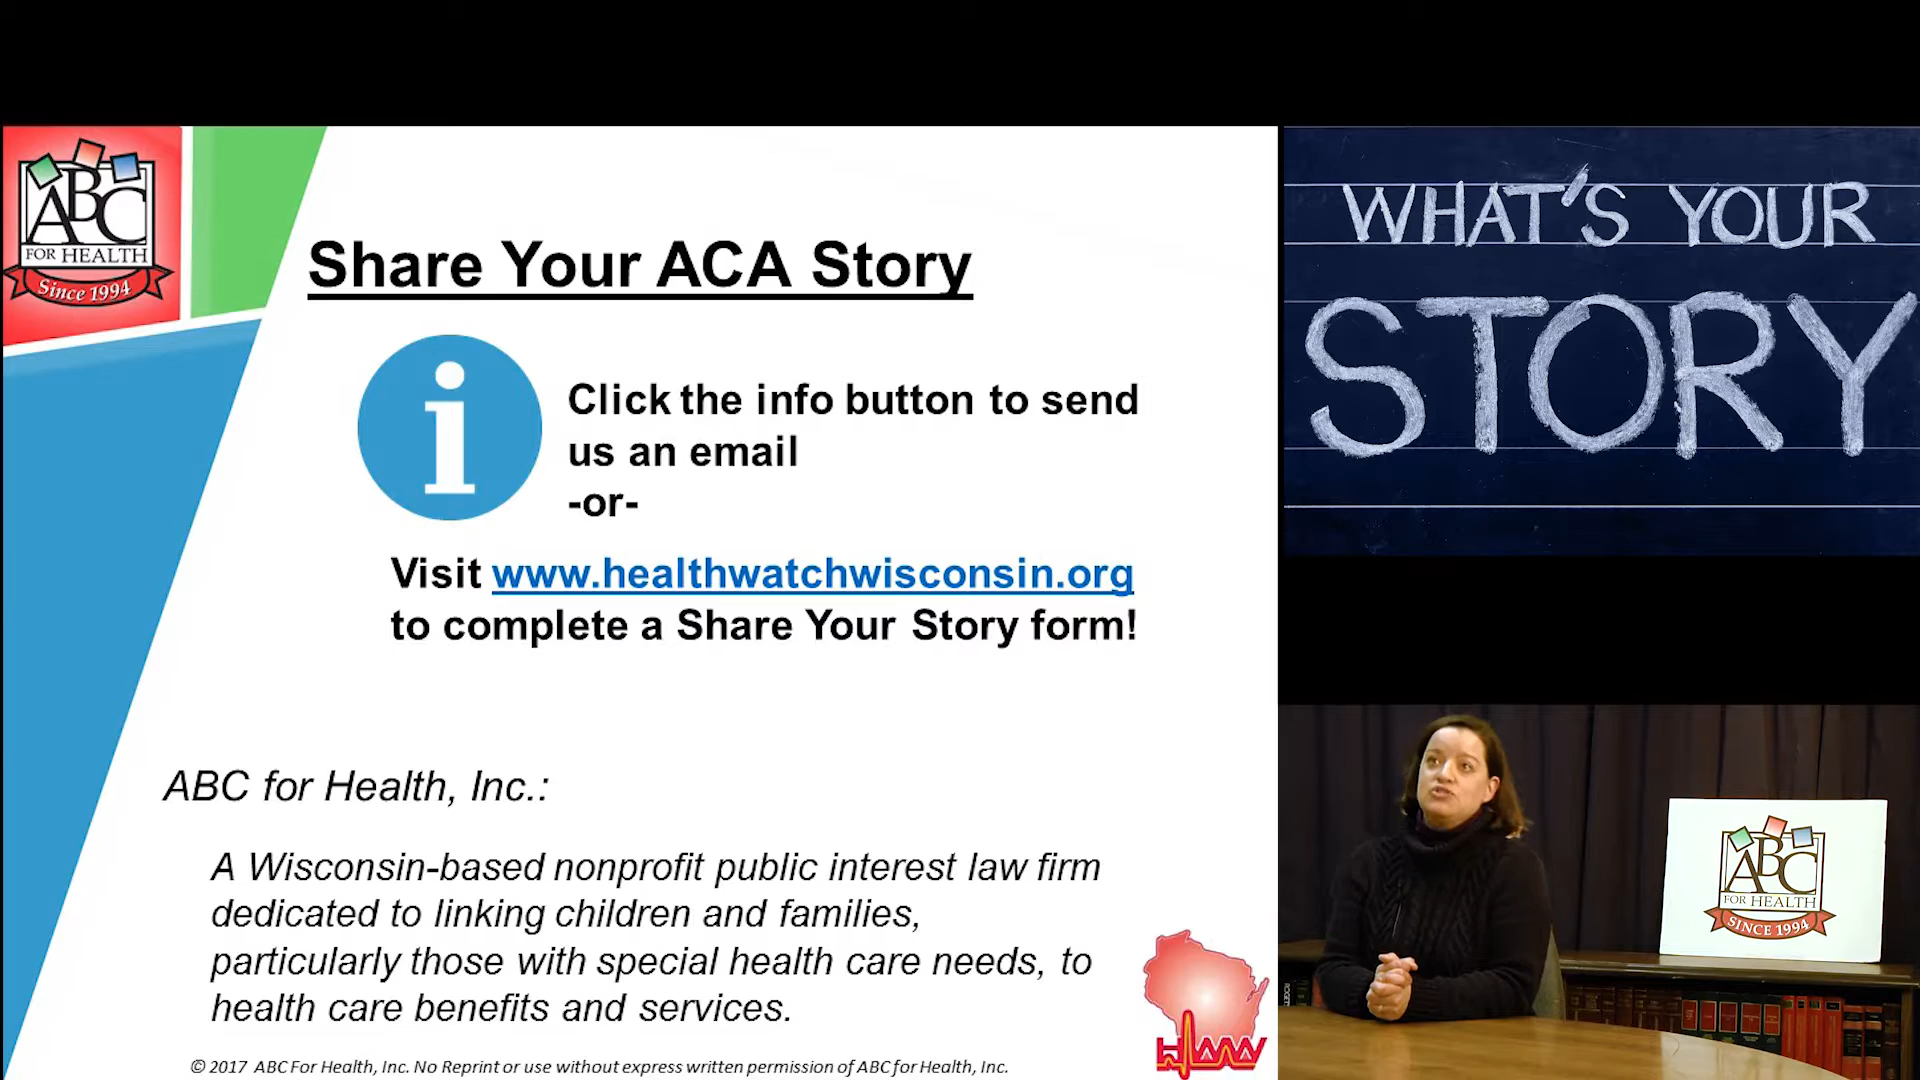 ABC
FOR HEALTH
Since 1994
Share Your ACA Story
i
Click the info button to send
us an email
-or-
Visit www.healthwatchwisconsin.org
to complete a Share Your Story form!
ABC for Health, Inc.:
A Wisconsin-based nonprofit public interest law firm
dedicated to linking children and families,
particularly those with special health care needs, to
health care benefits and services.
© 2017 ABC For Health, Inc. No Reprint or use without express written permission of ABC for Health, Inc.
WHAT'S YOUR
STORY
ABC
FOR HEALTH
SINCE 1994